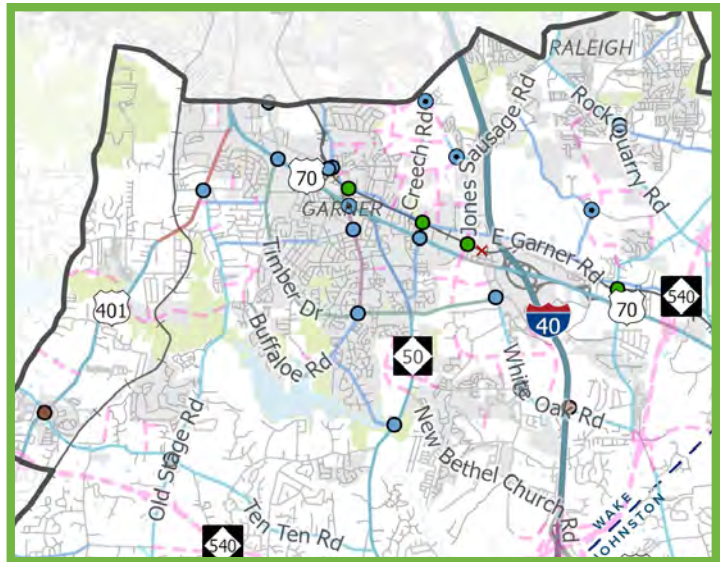 RALEIGH
Jones Sausage Rd
Rock Quarry Rd
Creech Rd
70
GARNER
E Garner Rd
Timber Dr
540
70
401
40
Buffaloe Rd
50
White Oak Rd
Old Stage Rd
New Bethel Church Rd
WAKE
JOHNSTON
Ten Ten Rd
540